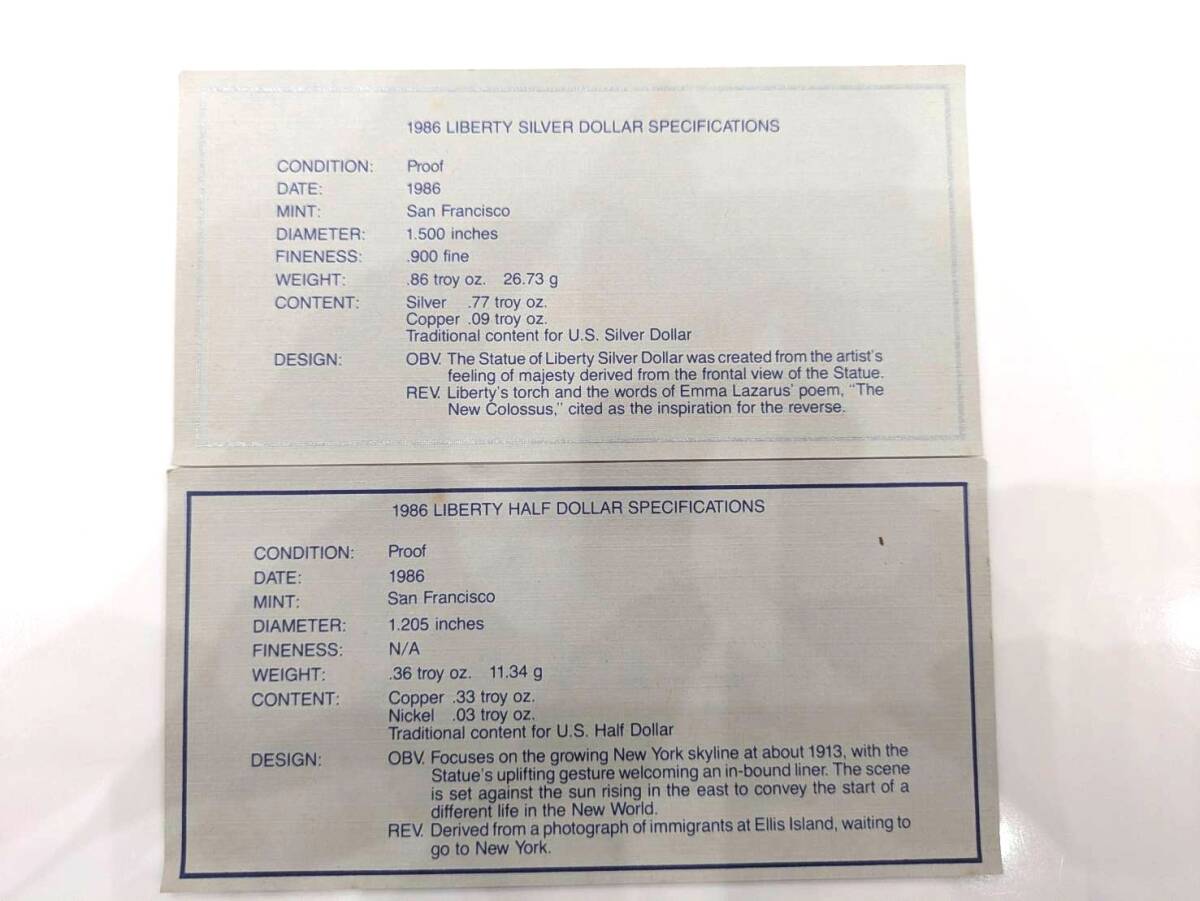 1986 LIBERTY SILVER DOLLAR SPECIFICATIONS
CONDITION: Proof
DATE: 1986
MINT: San Francisco
DIAMETER: 1.500 inches
FINENESS: .900 fine
WEIGHT: .86 troy oz. 26.73 g
CONTENT: Silver .77 troy oz.
Copper .09 troy oz.
Traditional content for U.S. Silver Dollar
DESIGN: OBV. The Statue of Liberty Silver Dollar was created from the artist's
feeling of majesty derived from the frontal view of the Statue.
REV. Liberty's torch and the words of Emma Lazarus' poem, "The
New Colossus," cited as the inspiration for the reverse.
1986 LIBERTY HALF DOLLAR SPECIFICATIONS
CONDITION: Proof
DATE: 1986
MINT: San Francisco
DIAMETER: 1.205 inches
FINENESS: N/A
WEIGHT: .36 troy oz. 11.34 g
CONTENT: Copper .33 troy oz.
Nickel .03 troy oz.
Traditional content for U.S. Half Dollar
DESIGN: OBV. Focuses on the growing New York skyline at about 1913, with the
Statue's uplifting gesture welcoming an in-bound liner. The scene
is set against the sun rising in the east to convey the start of a
different life in the New World.
REV. Derived from a photograph of immigrants at Ellis Island, waiting to
go to New York.